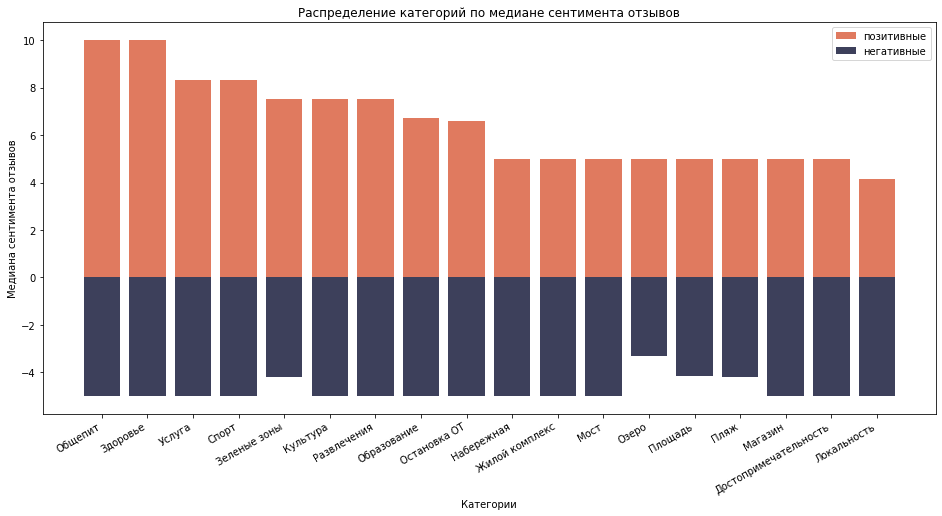 Распределение категорий по медиане сентимента отзывов
позитивные
негативные
Медиана сентимента отзывов
10
8
6
4
2
0
−2
−4
Общепит
Здоровье
Услуга
Спорт
Зеленые зоны
Культура
Развлечения
Образование
Остановка ОТ
Набережная
Жилой комплекс
Мост
Озеро
Площадь
Пляж
Магазин
Достопримечательность
Локальность
Категории